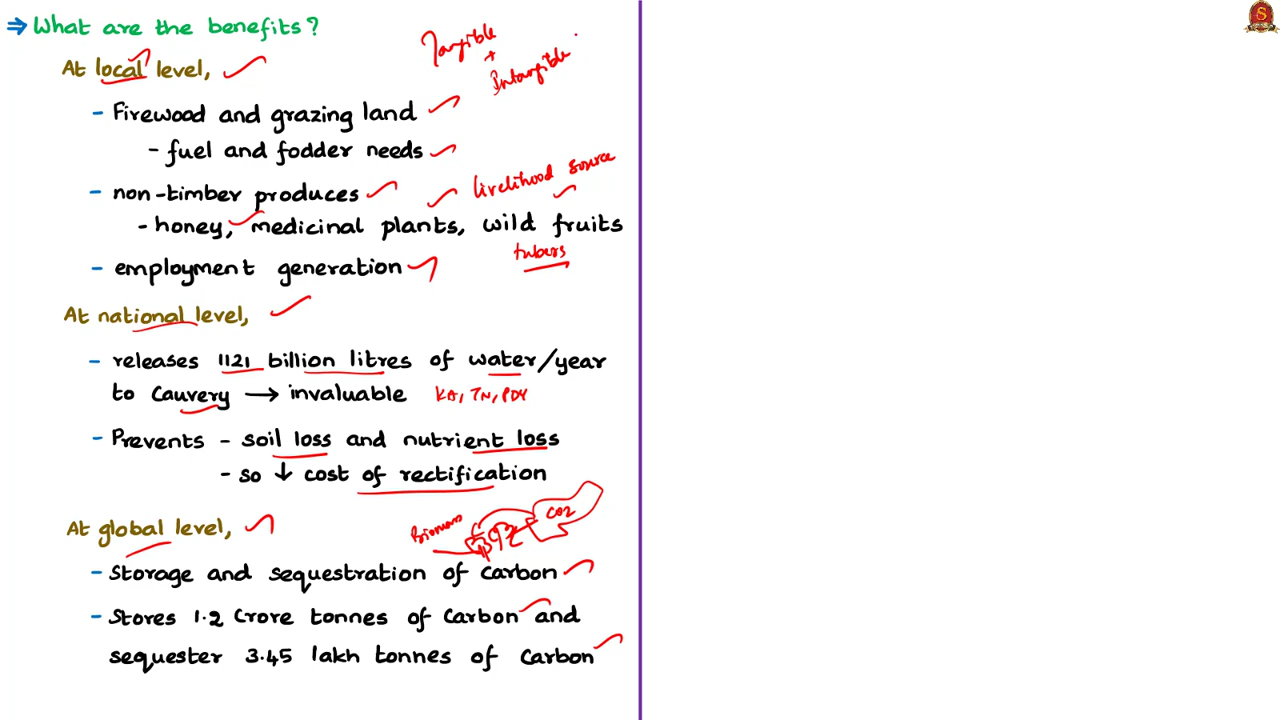 ⇒ What are the benefits?
Tangible
+
Intangible
At local level,
- Firewood and grazing land
- fuel and fodder needs
- non-timber produces
livelihood source
- honey, medicinal plants, wild fruits
tubers
- employment generation
At national level,
- releases 1121 billion litres of water/year
to Cauvery → invaluable KA, TN, PDY
- Prevents - soil loss and nutrient loss
- so ↓ cost of rectification
At global level,
Biomass
CO2
- Storage and sequestration of carbon
- Stores 1.2 Crore tonnes of Carbon and
sequester 3.45 lakh tonnes of Carbon